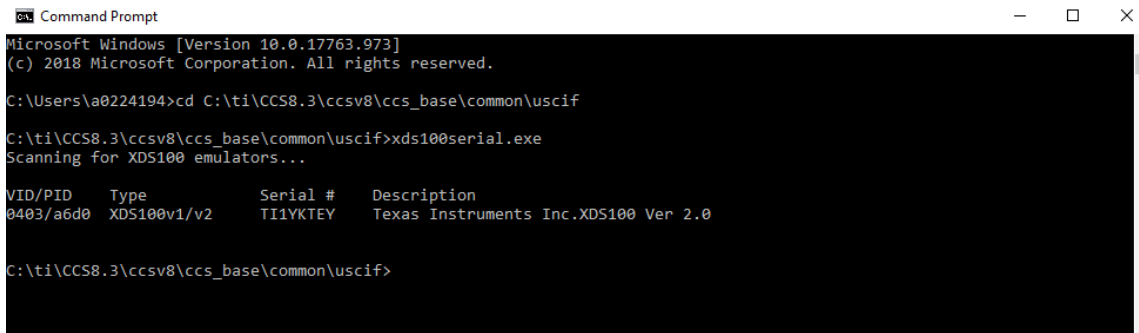 Command Prompt
Microsoft Windows [Version 10.0.17763.973]
(c) 2018 Microsoft Corporation. All rights reserved.
C:\Users\a0224194>cd C:\ti\CCS8.3\ccsv8\ccs_base\common\uscif
C:\ti\CCS8.3\ccsv8\ccs_base\common\uscif>xds100serial.exe
Scanning for XDS100 emulators...
VID/PID    Type            Serial #    Description
0403/a6d0  XDS100v1/v2     TI1YKTEY    Texas Instruments Inc.XDS100 Ver 2.0
C:\ti\CCS8.3\ccsv8\ccs_base\common\uscif>